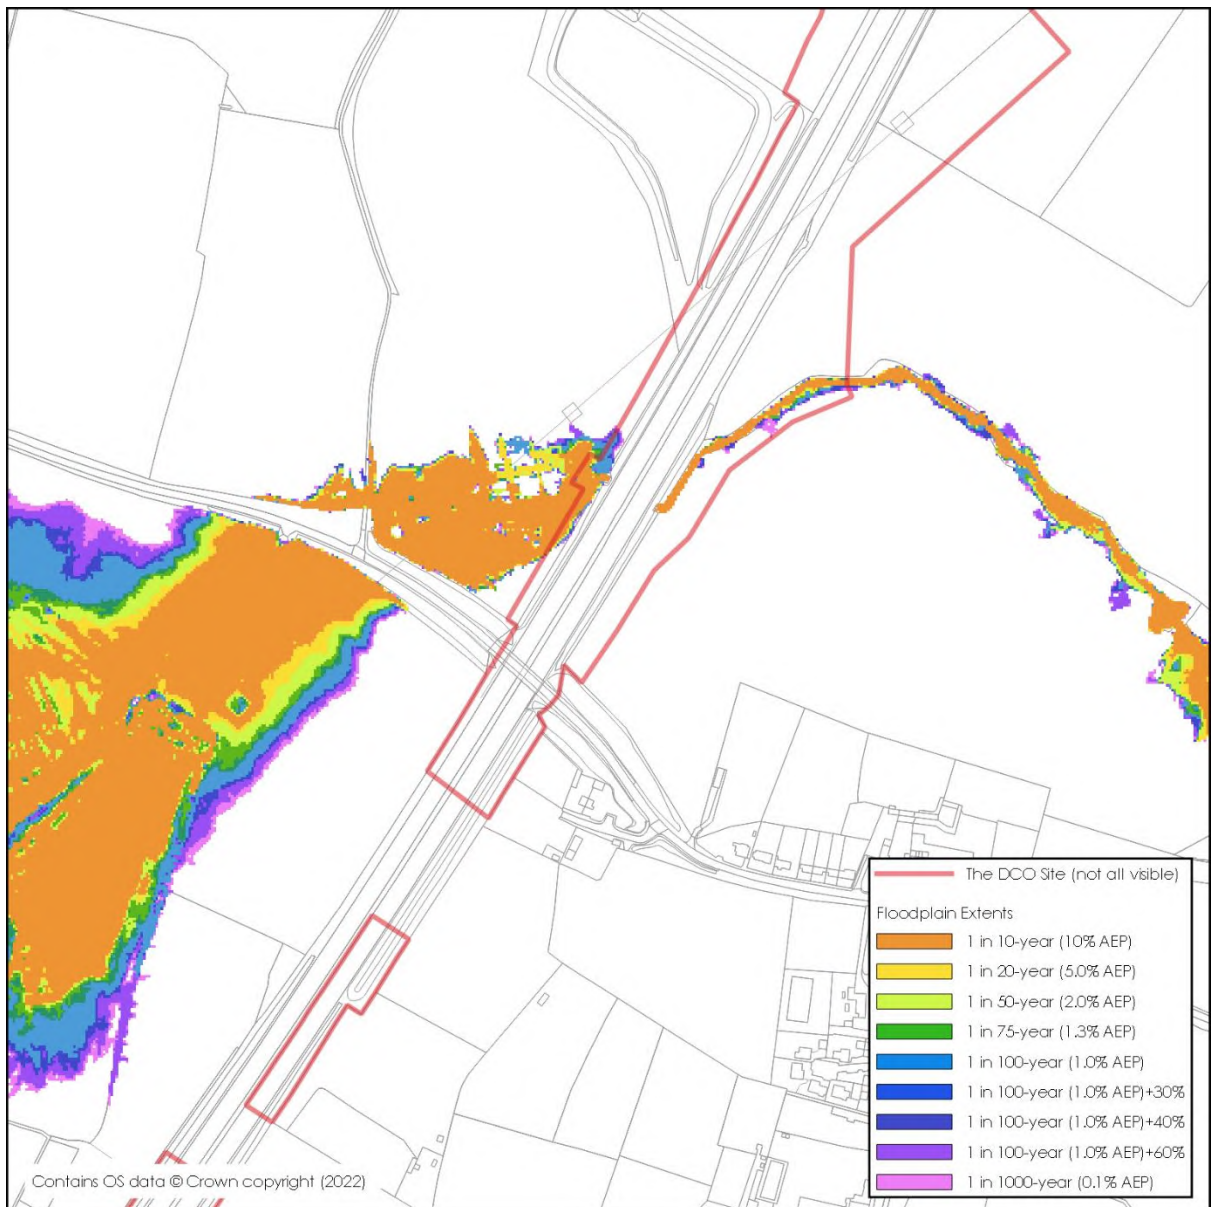 The DCO Site (not all visible)
Floodplain Extents
1 in 10-year (10% AEP)
1 in 20-year (5.0% AEP)
1 in 50-year (2.0% AEP)
1 in 75-year (1.3% AEP)
1 in 100-year (1.0% AEP)
1 in 100-year (1.0% AEP)+30%
1 in 100-year (1.0% AEP)+40%
1 in 100-year (1.0% AEP)+60%
1 in 1000-year (0.1% AEP)
Contains OS data © Crown copyright (2022)